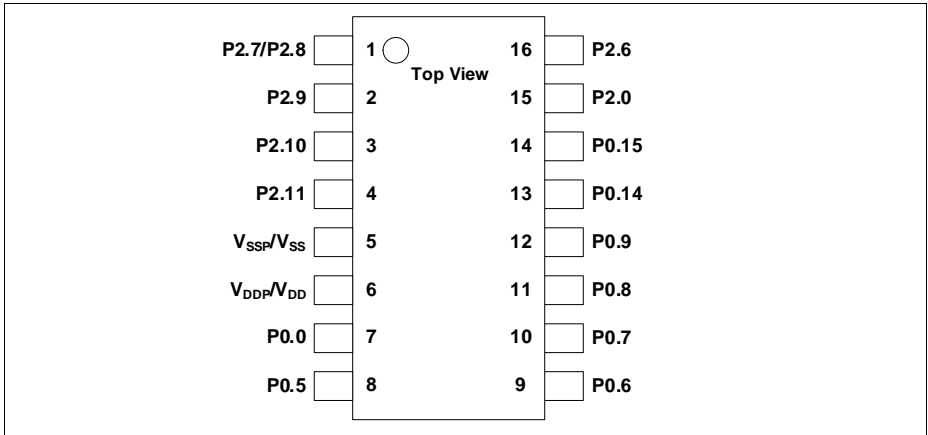 P2.7/P2.8 1 16 P2.6
Top View
P2.9 2 15 P2.0
P2.10 3 14 P0.15
P2.11 4 13 P0.14
VSSP/VSS 5 12 P0.9
VDDP/VDD 6 11 P0.8
P0.0 7 10 P0.7
P0.5 8 9 P0.6